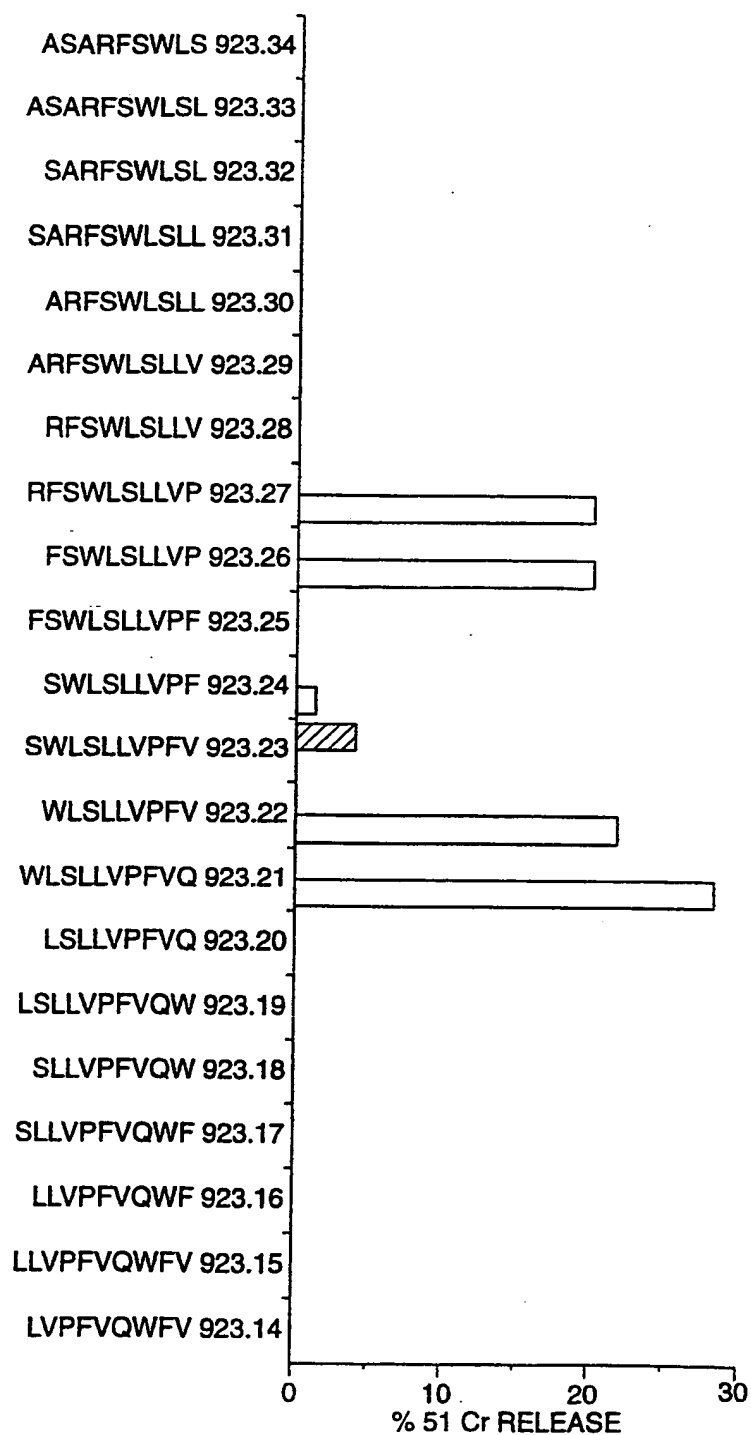 ASARFSWLS 923.34
ASARFSWLSL 923.33
SARFSWLSL 923.32
SARFSWLSLL 923.31
ARFSWLSLL 923.30
ARFSWLSLLV 923.29
RFSWLSLLV 923.28
RFSWLSLLVP 923.27
FSWLSLLVP 923.26
FSWLSLLVPF 923.25
SWLSLLVPF 923.24
SWLSLLVPFV 923.23
WLSLLVPFV 923.22
WLSLLVPFVQ 923.21
LSLLVPFVQ 923.20
LSLLVPFVQW 923.19
SLLVPFVQW 923.18
SLLVPFVQWF 923.17
LLVPFVQWF 923.16
LLVPFVQWFV 923.15
LVPFVQWFV 923.14
0 10 20 30
% 51 Cr RELEASE